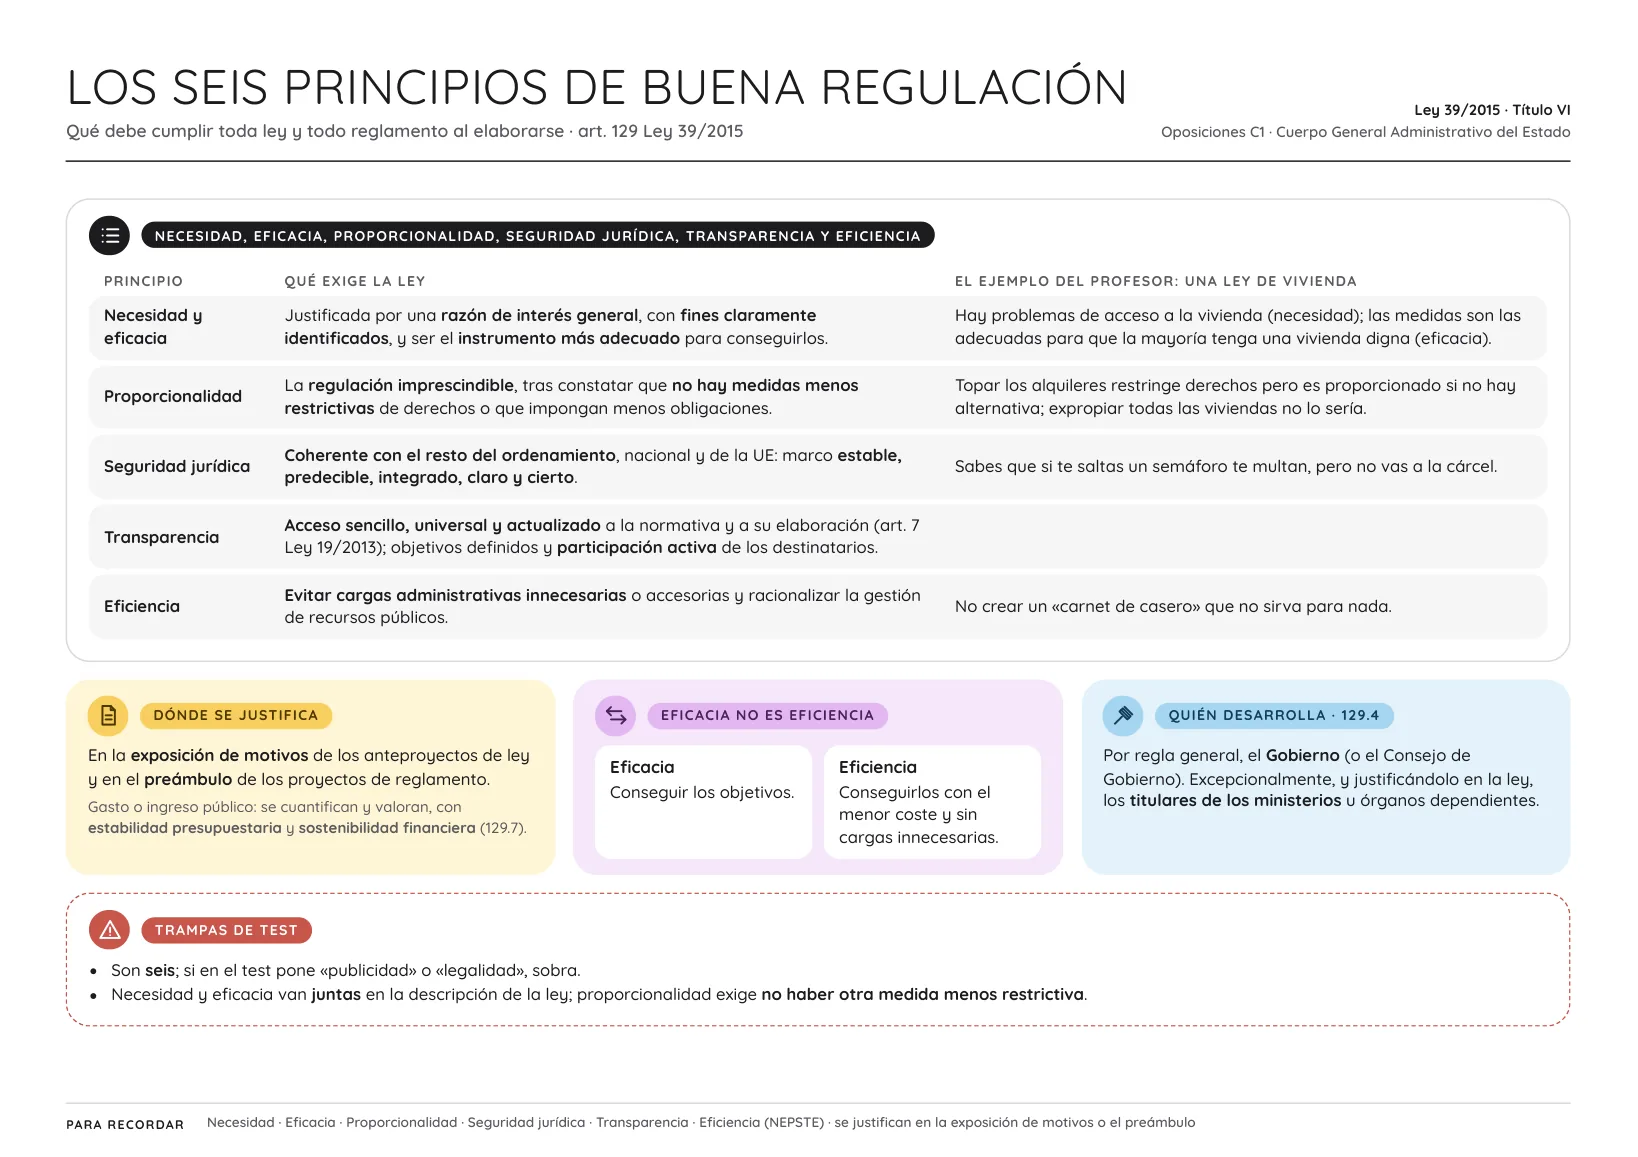 LOS SEIS PRINCIPIOS DE BUENA REGULACIÓN
Qué debe cumplir toda ley y todo reglamento al elaborarse · art. 129 Ley 39/2015
Ley 39/2015 · Título VI
Oposiciones C1 · Cuerpo General Administrativo del Estado
NECESIDAD, EFICACIA, PROPORCIONALIDAD, SEGURIDAD JURÍDICA, TRANSPARENCIA Y EFICIENCIA
PRINCIPIO
QUÉ EXIGE LA LEY
EL EJEMPLO DEL PROFESOR: UNA LEY DE VIVIENDA
Necesidad y
eficacia
Justificada por una razón de interés general, con fines claramente
identificados, y ser el instrumento más adecuado para conseguirlos.
Hay problemas de acceso a la vivienda (necesidad); las medidas son las
adecuadas para que la mayoría tenga una vivienda digna (eficacia).
Proporcionalidad
La regulación imprescindible, tras constatar que no hay medidas menos
restrictivas de derechos o que impongan menos obligaciones.
Topar los alquileres restringe derechos pero es proporcionado si no hay
alternativa; expropiar todas las viviendas no lo sería.
Seguridad jurídica
Coherente con el resto del ordenamiento, nacional y de la UE: marco estable,
predecible, integrado, claro y cierto.
Sabes que si te saltas un semáforo te multan, pero no vas a la cárcel.
Transparencia
Acceso sencillo, universal y actualizado a la normativa y a su elaboración (art. 7
Ley 19/2013); objetivos definidos y participación activa de los destinatarios.
Eficiencia
Evitar cargas administrativas innecesarias o accesorias y racionalizar la gestión
de recursos públicos.
No crear un «carnet de casero» que no sirva para nada.
DÓNDE SE JUSTIFICA
En la exposición de motivos de los anteproyectos de ley
y en el preámbulo de los proyectos de reglamento.
Gasto o ingreso público: se cuantifican y valoran, con
estabilidad presupuestaria y sostenibilidad financiera (129.7).
EFICACIA NO ES EFICIENCIA
Eficacia
Conseguir los objetivos.
Eficiencia
Conseguirlos con el
menor coste y sin
cargas innecesarias.
QUIÉN DESARROLLA · 129.4
Por regla general, el Gobierno (o el Consejo de
Gobierno). Excepcionalmente, y justificándolo en la ley,
los titulares de los ministerios u órganos dependientes.
TRAMPAS DE TEST
• Son seis; si en el test pone «publicidad» o «legalidad», sobra.
• Necesidad y eficacia van juntas en la descripción de la ley; proporcionalidad exige no haber otra medida menos restrictiva.
PARA RECORDAR
Necesidad · Eficacia · Proporcionalidad · Seguridad jurídica · Transparencia · Eficiencia (NEPSTE) · se justifican en la exposición de motivos o el preámbulo